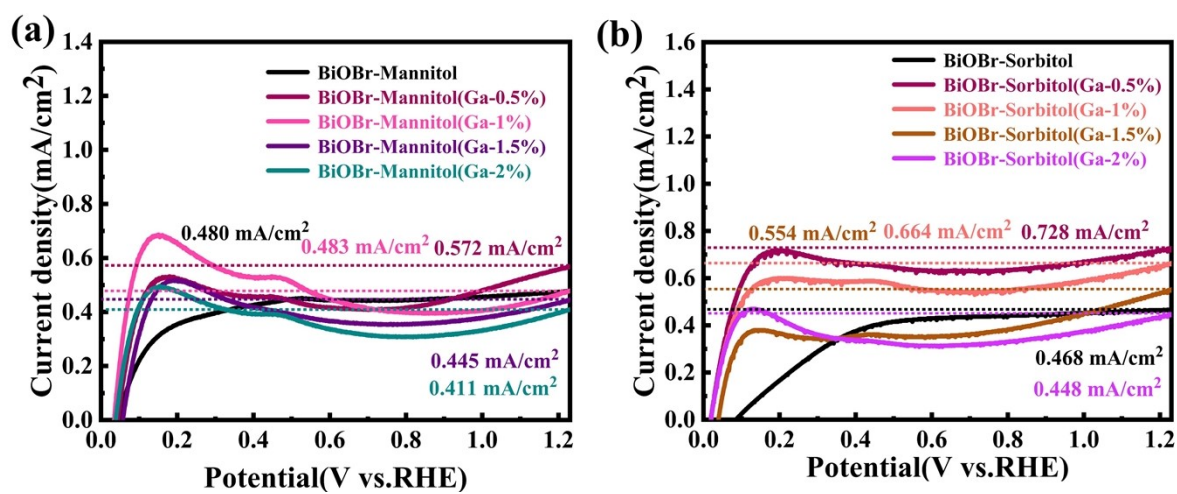 (a)
Current density(mA/cm²)
1.4
1.2
1.0
0.8
0.6
0.4
0.2
0.0
BiOBr-Mannitol
BiOBr-Mannitol(Ga-0.5%)
BiOBr-Mannitol(Ga-1%)
BiOBr-Mannitol(Ga-1.5%)
BiOBr-Mannitol(Ga-2%)
0.480 mA/cm²
0.483 mA/cm²
0.572 mA/cm²
0.445 mA/cm²
0.411 mA/cm²
0.0 0.2 0.4 0.6 0.8 1.0 1.2
Potential(V vs.RHE)
(b)
Current density(mA/cm²)
1.6
1.4
1.2
1.0
0.8
0.6
0.4
0.2
0.0
BiOBr-Sorbitol
BiOBr-Sorbitol(Ga-0.5%)
BiOBr-Sorbitol(Ga-1%)
BiOBr-Sorbitol(Ga-1.5%)
BiOBr-Sorbitol(Ga-2%)
0.554 mA/cm²
0.664 mA/cm²
0.728 mA/cm²
0.468 mA/cm²
0.448 mA/cm²
0.0 0.2 0.4 0.6 0.8 1.0 1.2
Potential(V vs.RHE)